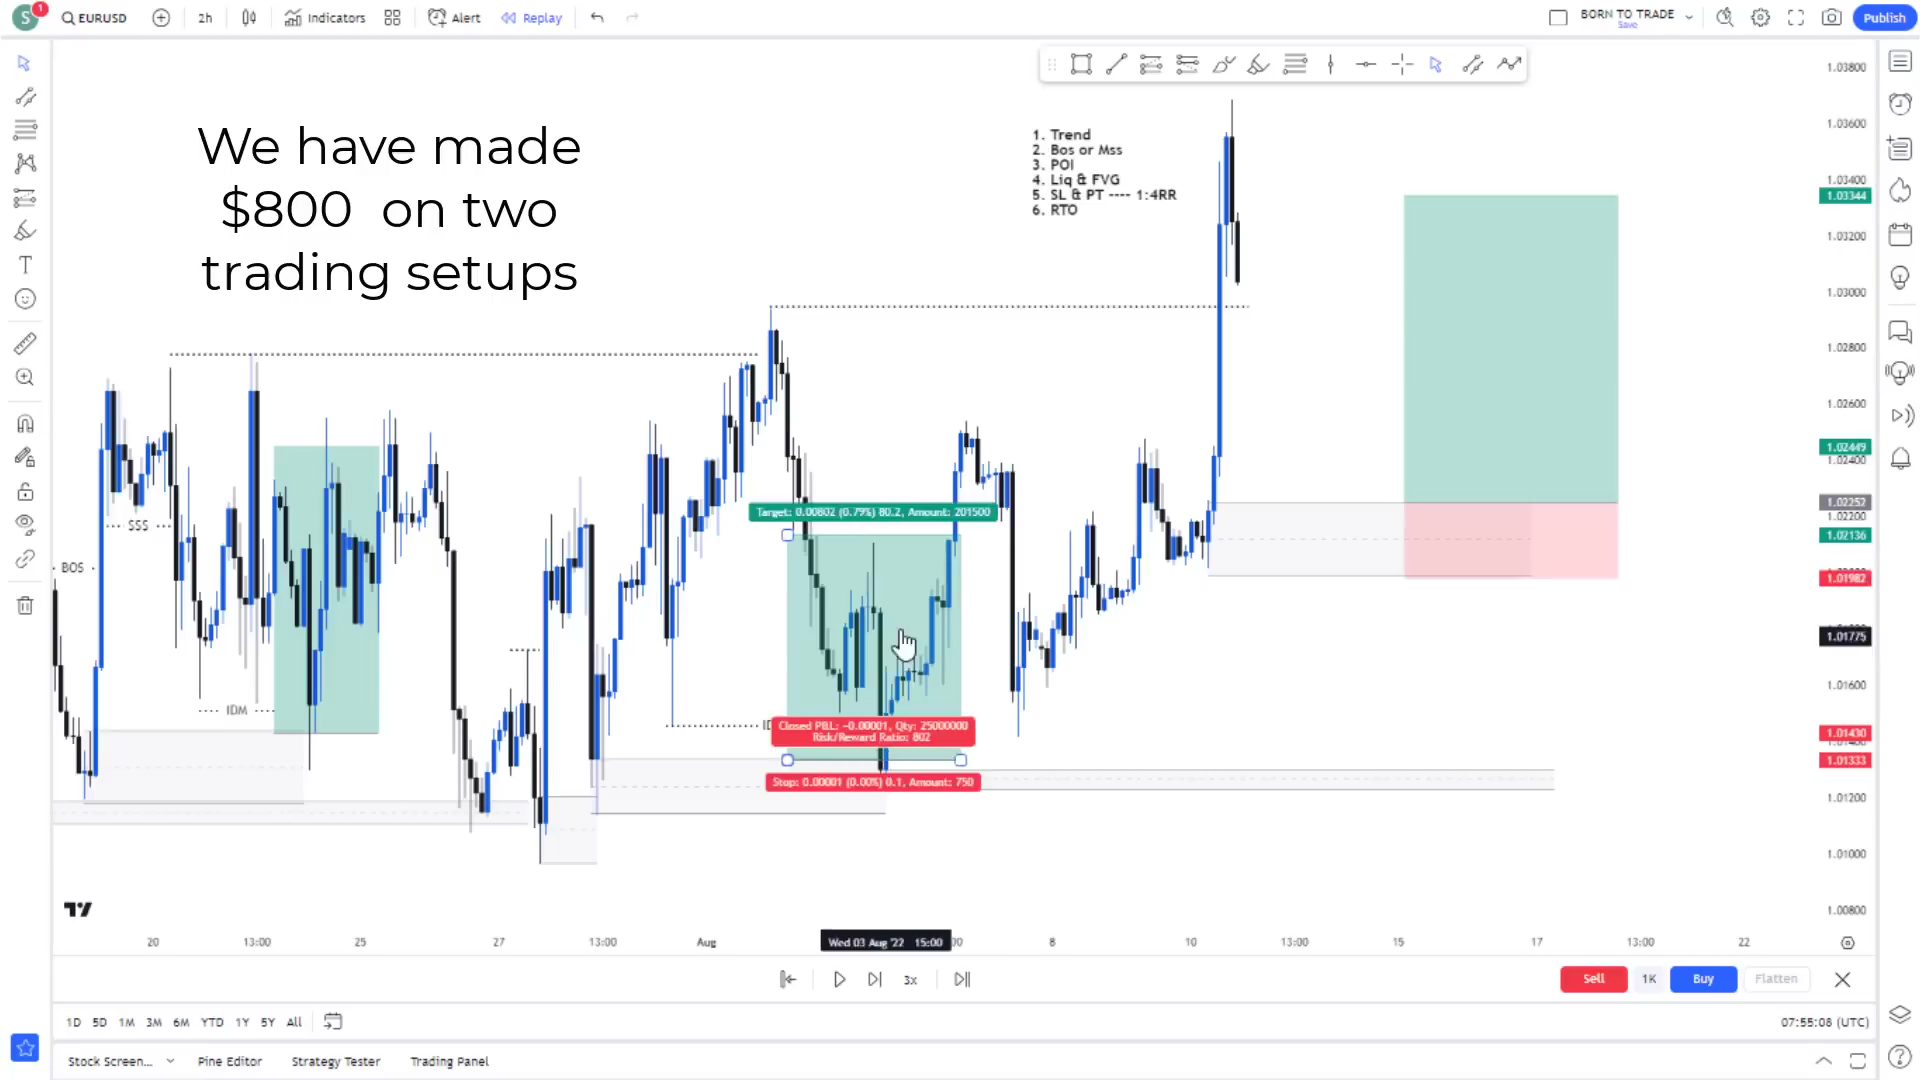 S 1 EURUSD 2h Indicators Alert Replay BORN TO TRADE Save Publish
We have made
$800 on two
trading setups
1. Trend
2. Bos or Mss
3. POI
4. Liq & FVG
5. SL & PT ---- 1:4RR
6. RTO
1.03800
1.03600
1.03400
1.03344
1.03200
1.03000
1.02800
1.02600
1.02449
1.02400
1.02252
1.02200
1.02136
1.01982
1.01775
1.01600
1.01430
1.01333
1.01200
1.01000
1.00800
SSS
BOS
IDM
Target: 0.00802 (0.79%) 80.2, Amount: 201500
Closed P&L: -0.00001, Qty: 25000000
Risk/Reward Ratio: 802
Stop: 0.00001 (0.00%) 0.1, Amount: 750
20 13:00 25 27 13:00 Aug Wed 03 Aug '22 15:00 :00 8 10 13:00 15 17 13:00 22
3x Sell 1K Buy Flatten
1D 5D 1M 3M 6M YTD 1Y 5Y All 07:55:08 (UTC)
Stock Screen... Pine Editor Strategy Tester Trading Panel